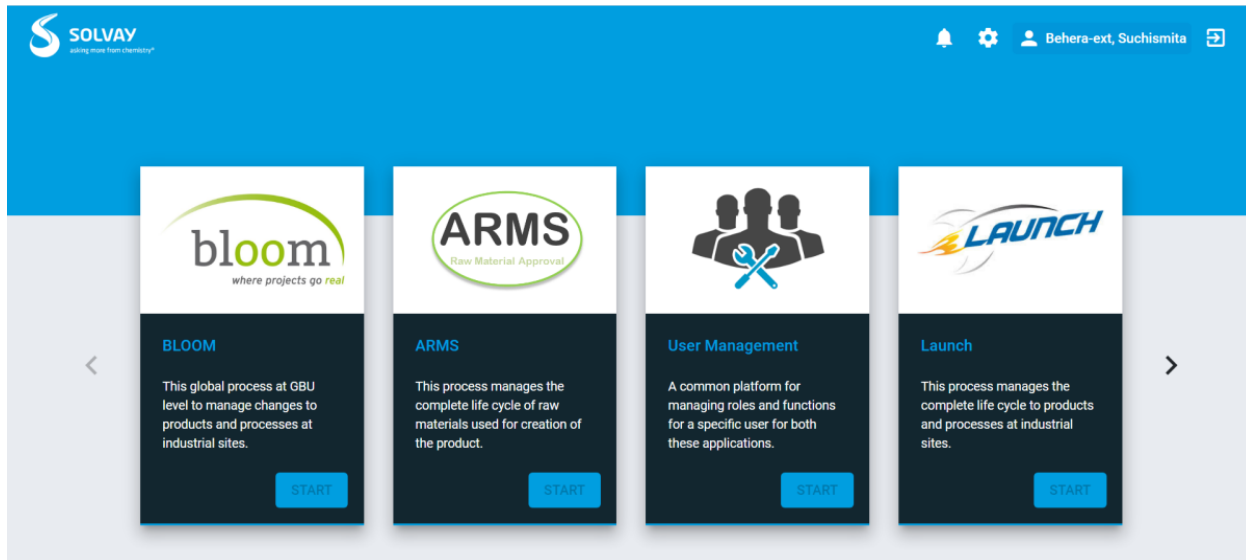 SOLVAY
asking more from chemistry®
Behera-ext, Suchismita
bloom
where projects go real
BLOOM
This global process at GBU
level to manage changes to
products and processes at
industrial sites.
START
ARMS
Raw Material Approval
ARMS
This process manages the
complete life cycle of raw
materials used for creation of
the product.
START
User Management
A common platform for
managing roles and functions
for a specific user for both
these applications.
START
LAUNCH
Launch
This process manages the
complete life cycle to products
and processes at industrial
sites.
START